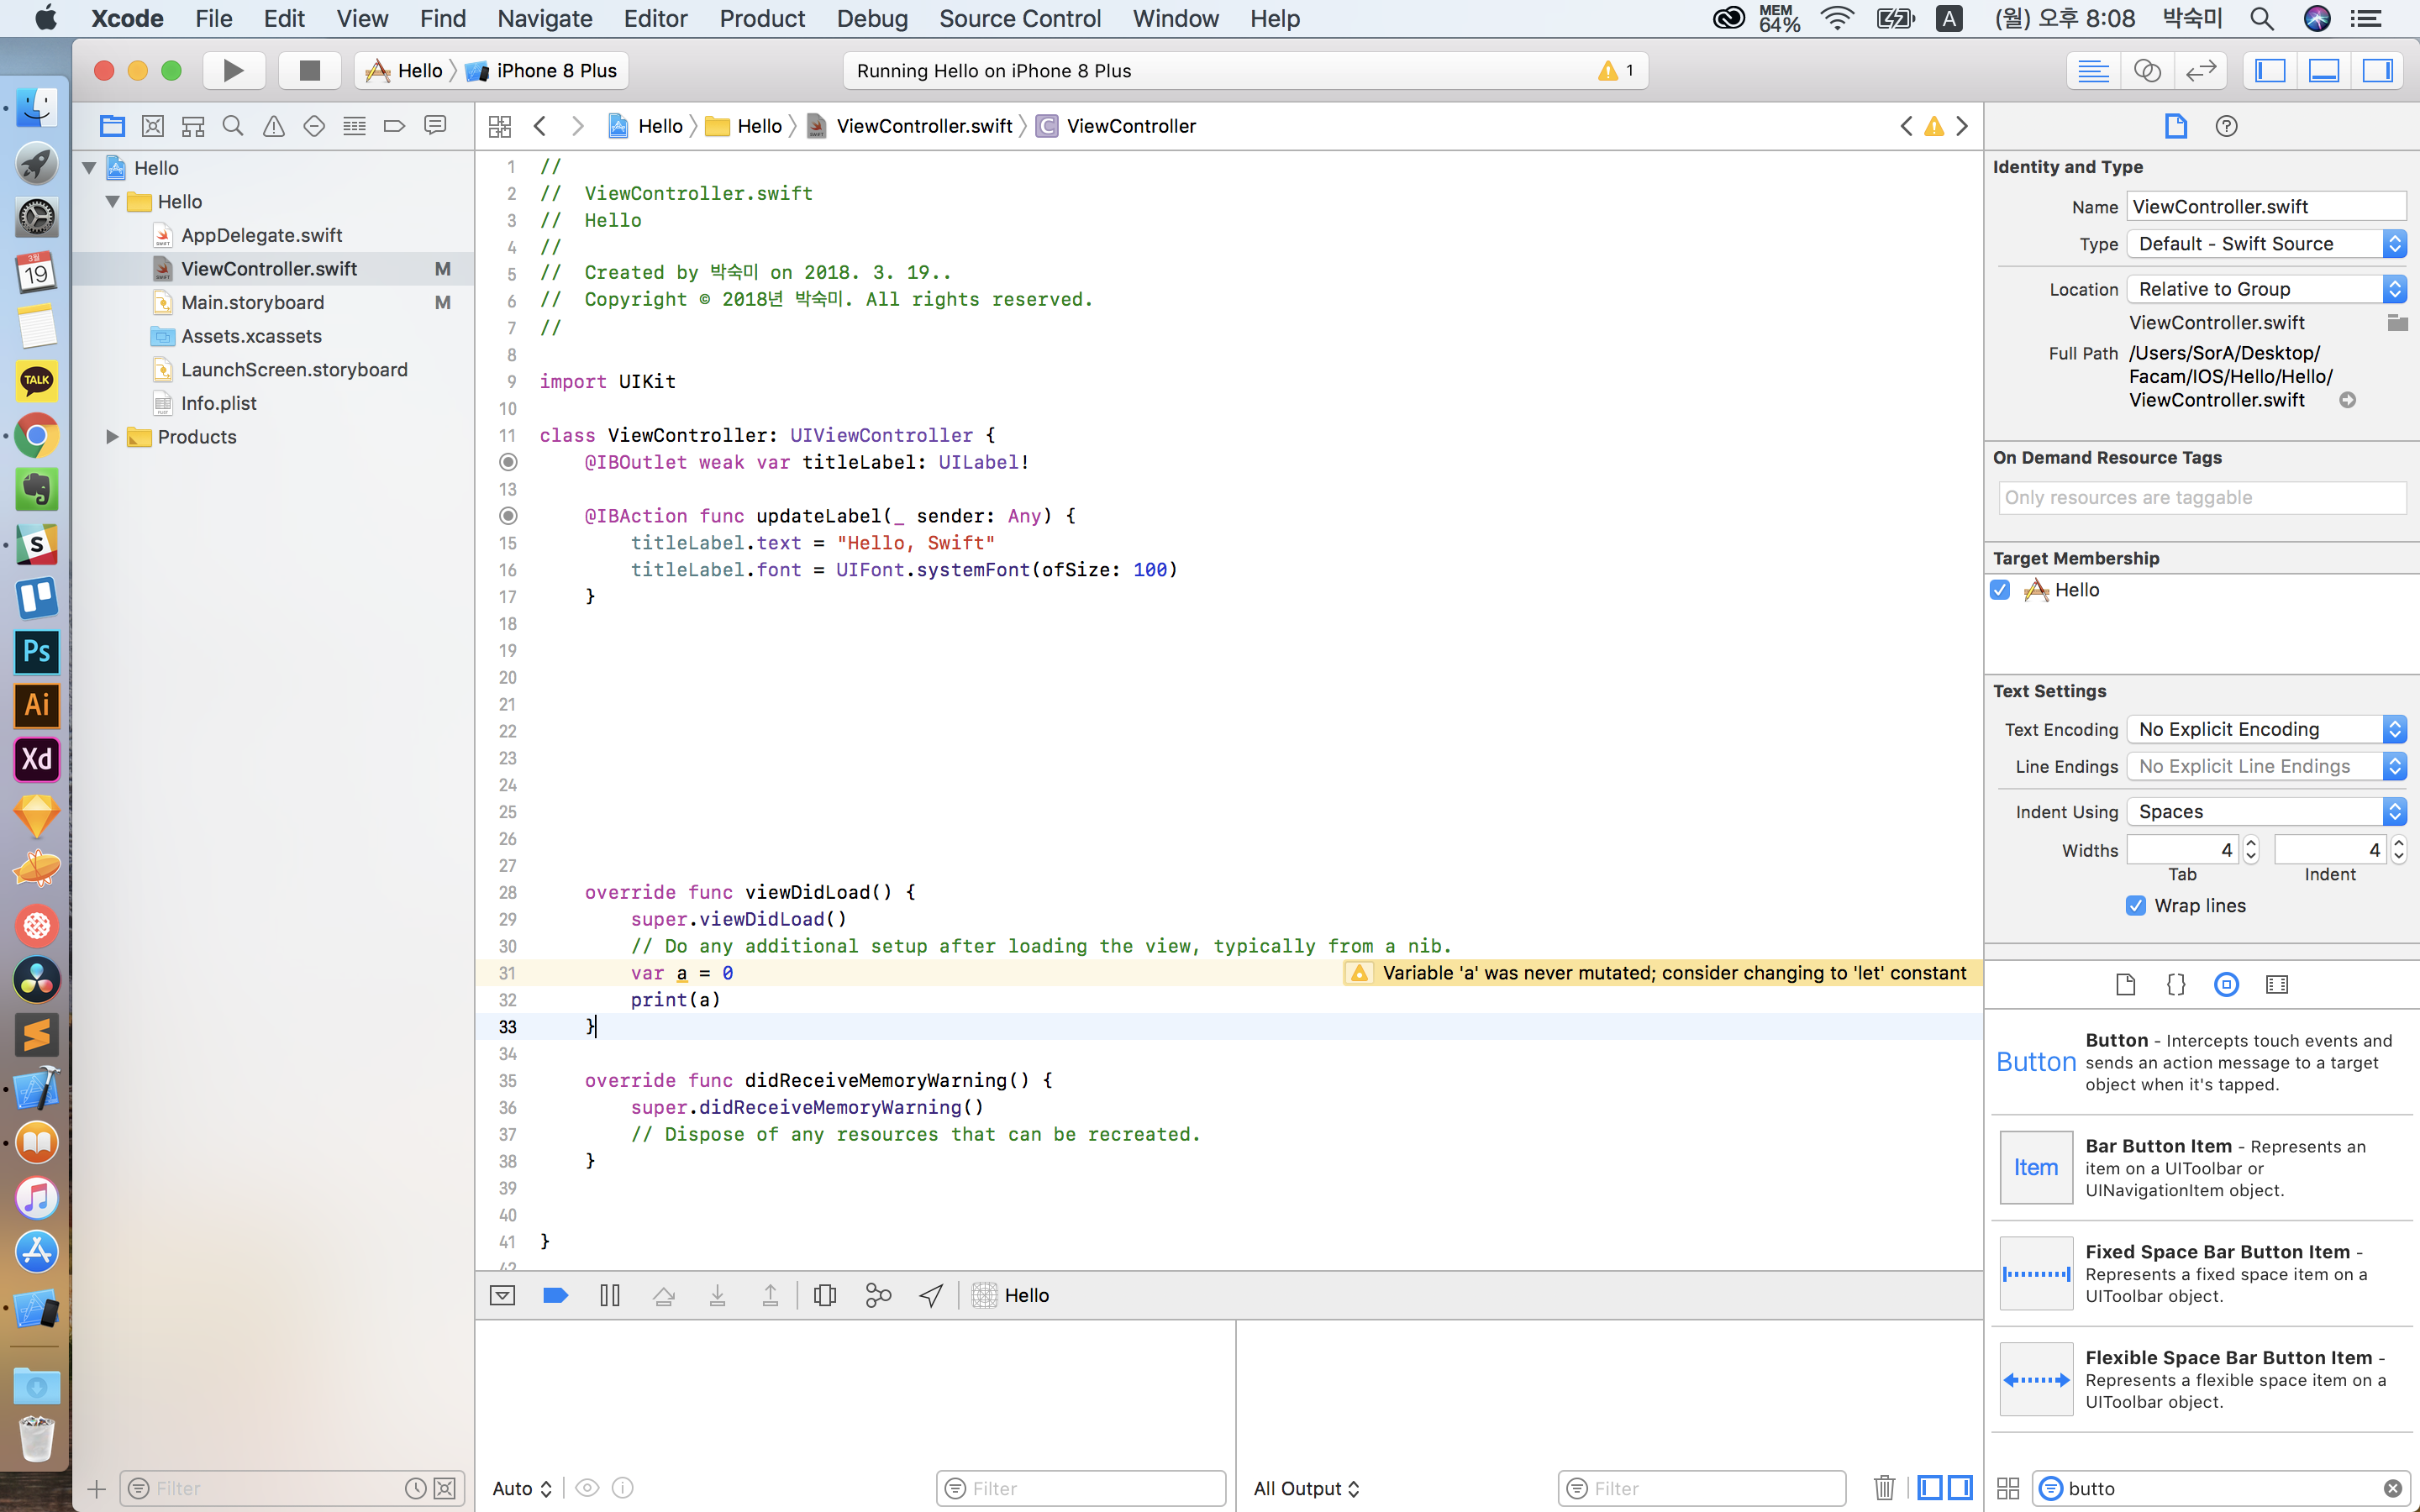 Xcode File Edit View Find Navigate Editor Product Debug Source Control Window Help MEM 64% A (월) 오후 8:08 박숙미
Hello iPhone 8 Plus Running Hello on iPhone 8 Plus 1
Hello Hello ViewController.swift C ViewController
Hello
Hello
AppDelegate.swift
ViewController.swift M
Main.storyboard M
Assets.xcassets
LaunchScreen.storyboard
Info.plist
Products
Filter
3월
19
TALK
S
Ps
Ai
Xd
1 //
2 // ViewController.swift
3 // Hello
4 //
5 // Created by 박숙미 on 2018. 3. 19..
6 // Copyright © 2018년 박숙미. All rights reserved.
7 //
8
9 import UIKit
10
11 class ViewController: UIViewController {
@IBOutlet weak var titleLabel: UILabel!
13
@IBAction func updateLabel(_ sender: Any) {
15 titleLabel.text = "Hello, Swift"
16 titleLabel.font = UIFont.systemFont(ofSize: 100)
17 }
18
19
20
21
22
23
24
25
26
27
28 override func viewDidLoad() {
29 super.viewDidLoad()
30 // Do any additional setup after loading the view, typically from a nib.
31 var a = 0 Variable 'a' was never mutated; consider changing to 'let' constant
32 print(a)
33 }
34
35 override func didReceiveMemoryWarning() {
36 super.didReceiveMemoryWarning()
37 // Dispose of any resources that can be recreated.
38 }
39
40
41 }
42
Hello
Auto Filter All Output Filter
Identity and Type
Name ViewController.swift
Type Default - Swift Source
Location Relative to Group
ViewController.swift
Full Path /Users/SorA/Desktop/
Facam/IOS/Hello/Hello/
ViewController.swift
On Demand Resource Tags
Only resources are taggable
Target Membership
Hello
Text Settings
Text Encoding No Explicit Encoding
Line Endings No Explicit Line Endings
Indent Using Spaces
Widths 4 4
Tab Indent
Wrap lines
{}
Button
Button - Intercepts touch events and
sends an action message to a target
object when it's tapped.
Item
Bar Button Item - Represents an
item on a UIToolbar or
UINavigationItem object.
Fixed Space Bar Button Item -
Represents a fixed space item on a
UIToolbar object.
Flexible Space Bar Button Item -
Represents a flexible space item on a
UIToolbar object.
butto